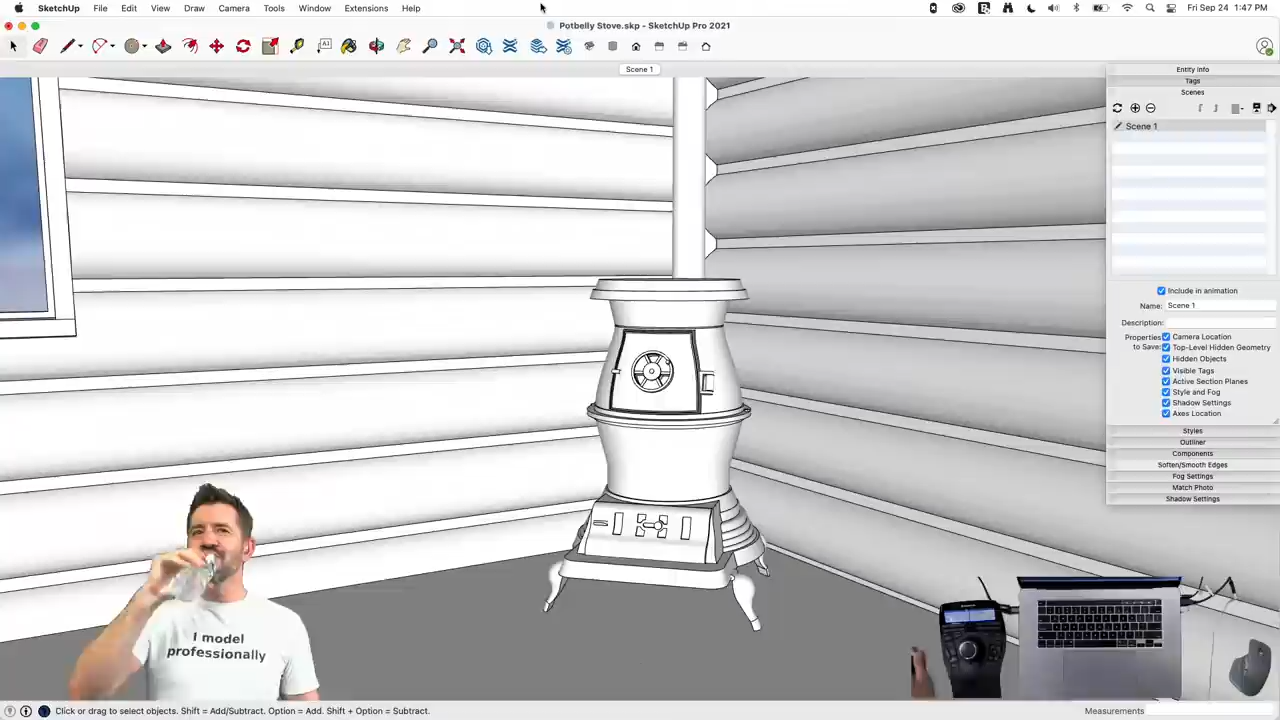 SketchUp File Edit View Draw Camera Tools Window Extensions Help Fri Sep 24 1:47 PM
Potbelly Stove.skp - SketchUp Pro 2021
Scene 1
Entity Info
Tags
Scenes
Scene 1
Include in animation
Name: Scene 1
Description:
Properties to Save:
Camera Location
Top-Level Hidden Geometry
Hidden Objects
Visible Tags
Active Section Planes
Style and Fog
Shadow Settings
Axes Location
Styles
Outliner
Components
Soften/Smooth Edges
Fog Settings
Match Photo
Shadow Settings
I model
professionally
Click or drag to select objects. Shift = Add/Subtract. Option = Add. Shift + Option = Subtract.
Measurements